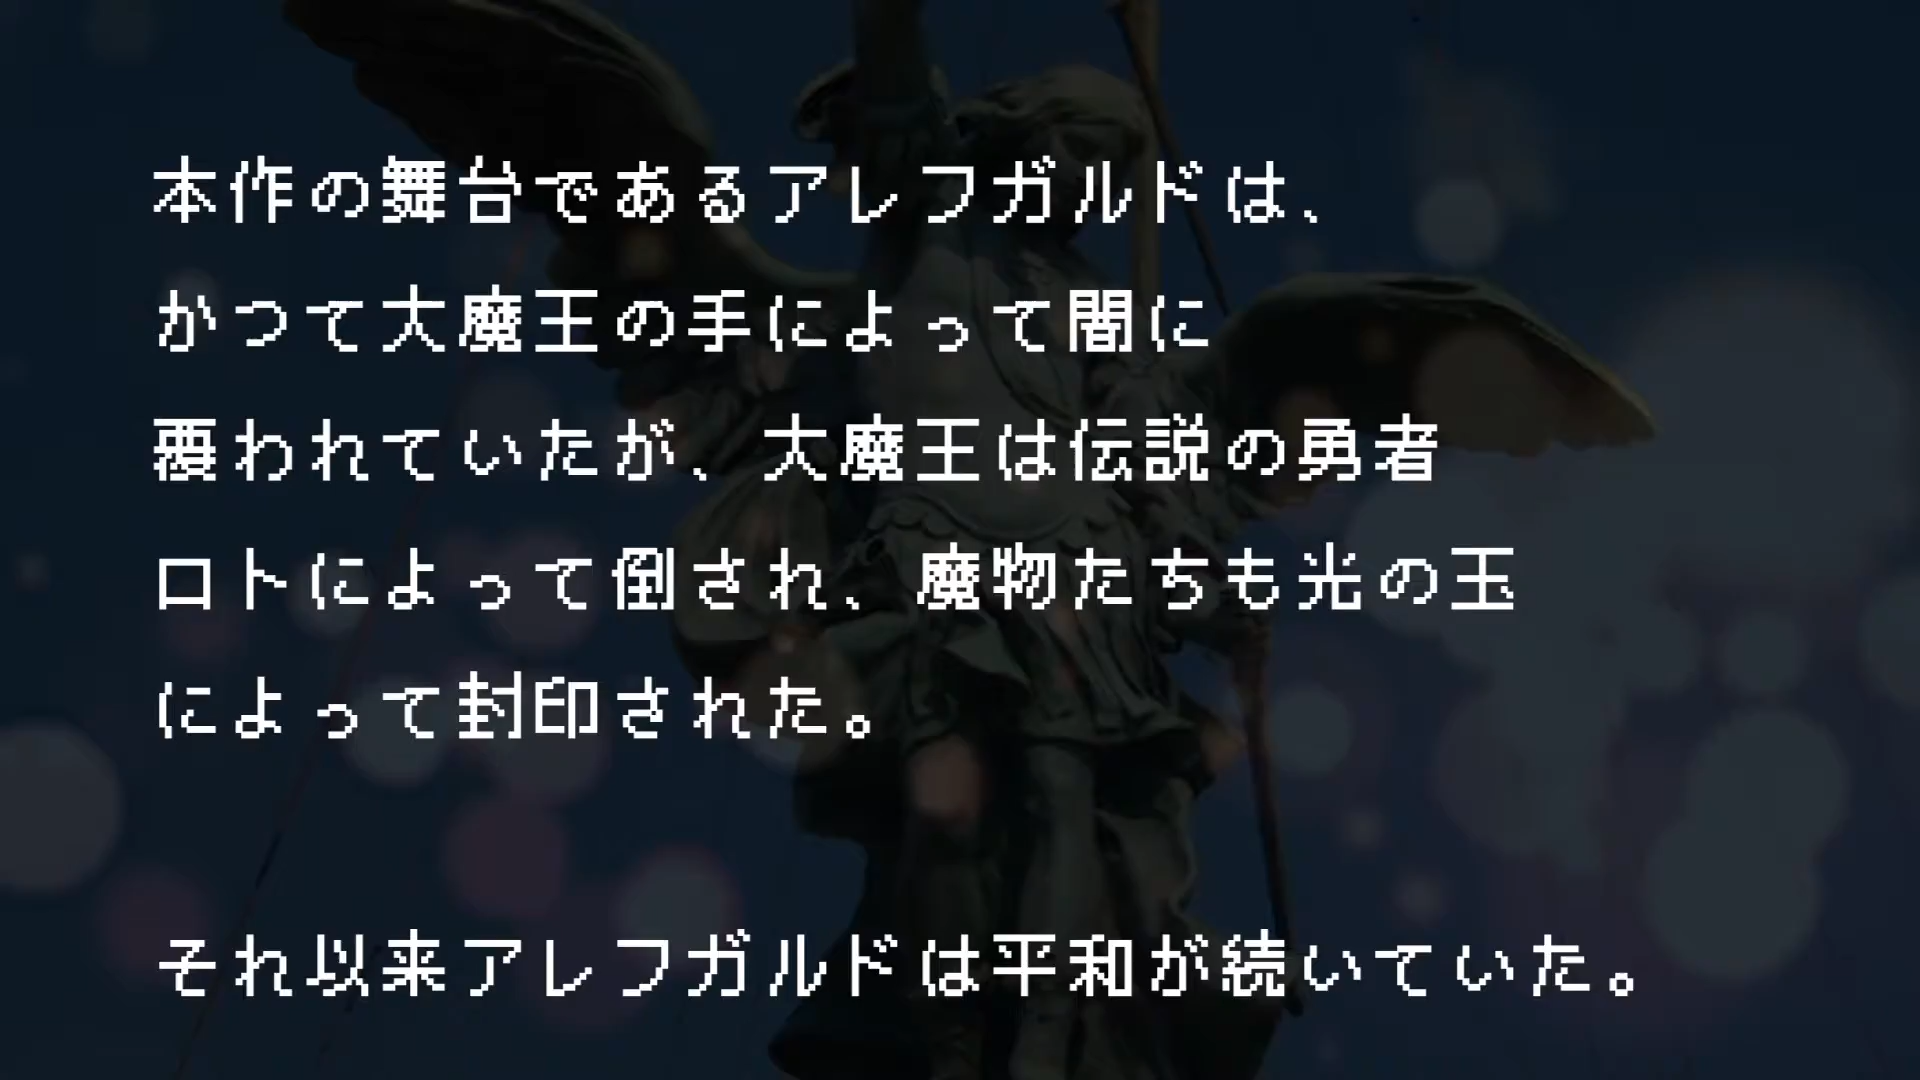 本作の舞台であるアレフガルドは、
かつて大魔王の手によって闇に
覆われていたが、大魔王は伝説の勇者
ロトによって倒され、魔物たちも光の玉
によって封印された。
それ以来アレフガルドは平和が続いていた。